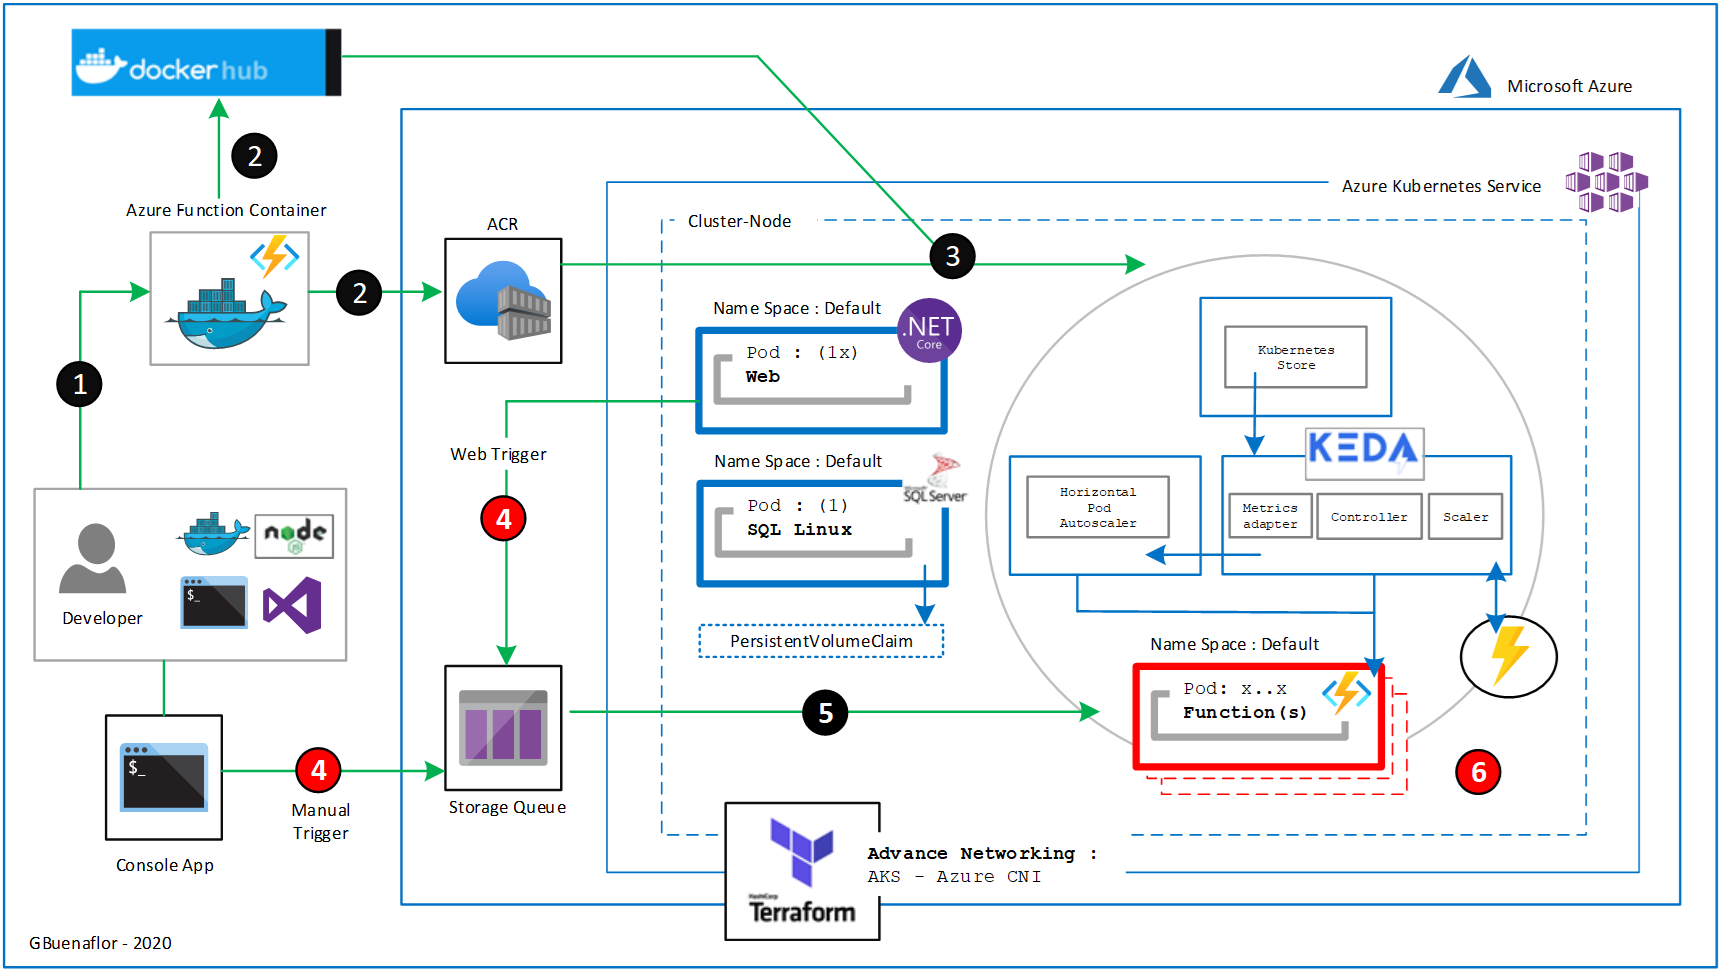 docker hub
Microsoft Azure
2
Azure Kubernetes Service
Azure Function Container
ACR
Cluster-Node
3
2
Name Space : Default
.NET
Core
Pod : (1x)
Web
Kubernetes
Store
1
Web Trigger
Name Space : Default
KEDA
Microsoft
SQL Server
Pod : (1)
SQL Linux
Horizontal
Pod
Autoscaler
Metrics
adapter
Controller
Scaler
4
node
JS
$_
Developer
PersistentVolumeClaim
Name Space : Default
Pod: x..x
Function(s)
5
$_
4
6
Manual
Trigger
Storage Queue
Console App
Advance Networking :
AKS - Azure CNI
HashiCorp
Terraform
GBuenaflor - 2020